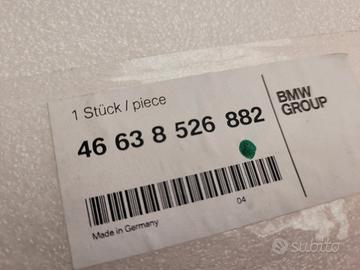 1 Stück / piece
46 63 8 526 882
BMW
GROUP
04
Made in Germany
subito